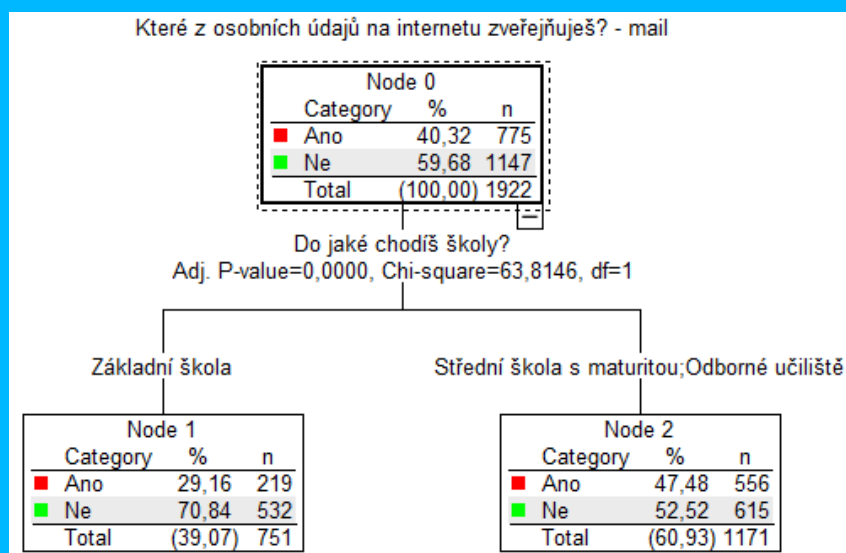 Které z osobních údajů na internetu zveřejňuješ? - mail
Node 0
Category % n
Ano 40,32 775
Ne 59,68 1147
Total (100,00) 1922
Do jaké chodíš školy?
Adj. P-value=0,0000, Chi-square=63,8146, df=1
Základní škola
Střední škola s maturitou;Odborné učiliště
Node 1
Category % n
Ano 29,16 219
Ne 70,84 532
Total (39,07) 751
Node 2
Category % n
Ano 47,48 556
Ne 52,52 615
Total (60,93) 1171